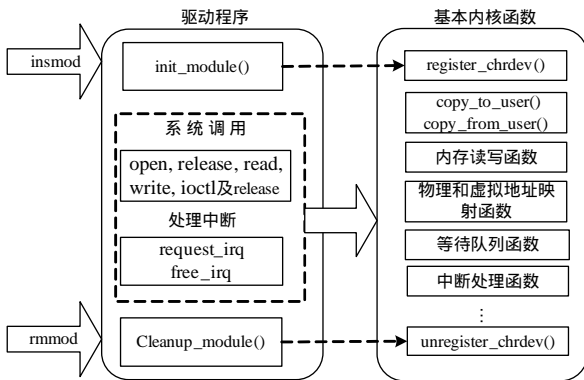 驱动程序
基本内核函数
insmod
init_module()
register_chrdev()
copy_to_user()
copy_from_user()
系统调用
open, release, read,
write, ioctl及release
处理中断
request_irq
free_irq
内存读写函数
物理和虚拟地址映
射函数
等待队列函数
中断处理函数
⋮
rmmod
Cleanup_module()
unregister_chrdev()